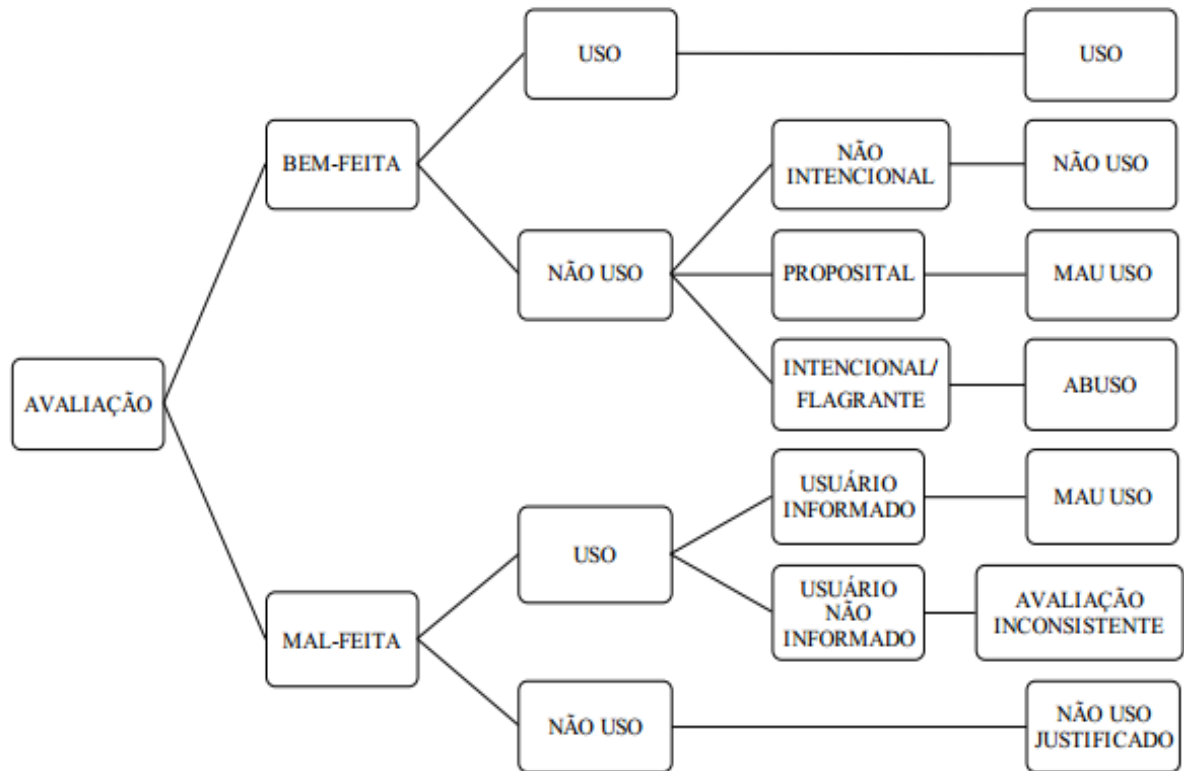 USO
USO
BEM-FEITA
NÃO
INTENCIONAL
NÃO USO
NÃO USO
PROPOSITAL
MAU USO
AVALIAÇÃO
INTENCIONAL/
FLAGRANTE
ABUSO
USUÁRIO
INFORMADO
MAU USO
USO
USUÁRIO
NÃO
INFORMADO
AVALIAÇÃO
INCONSISTENTE
MAL-FEITA
NÃO USO
NÃO USO
JUSTIFICADO